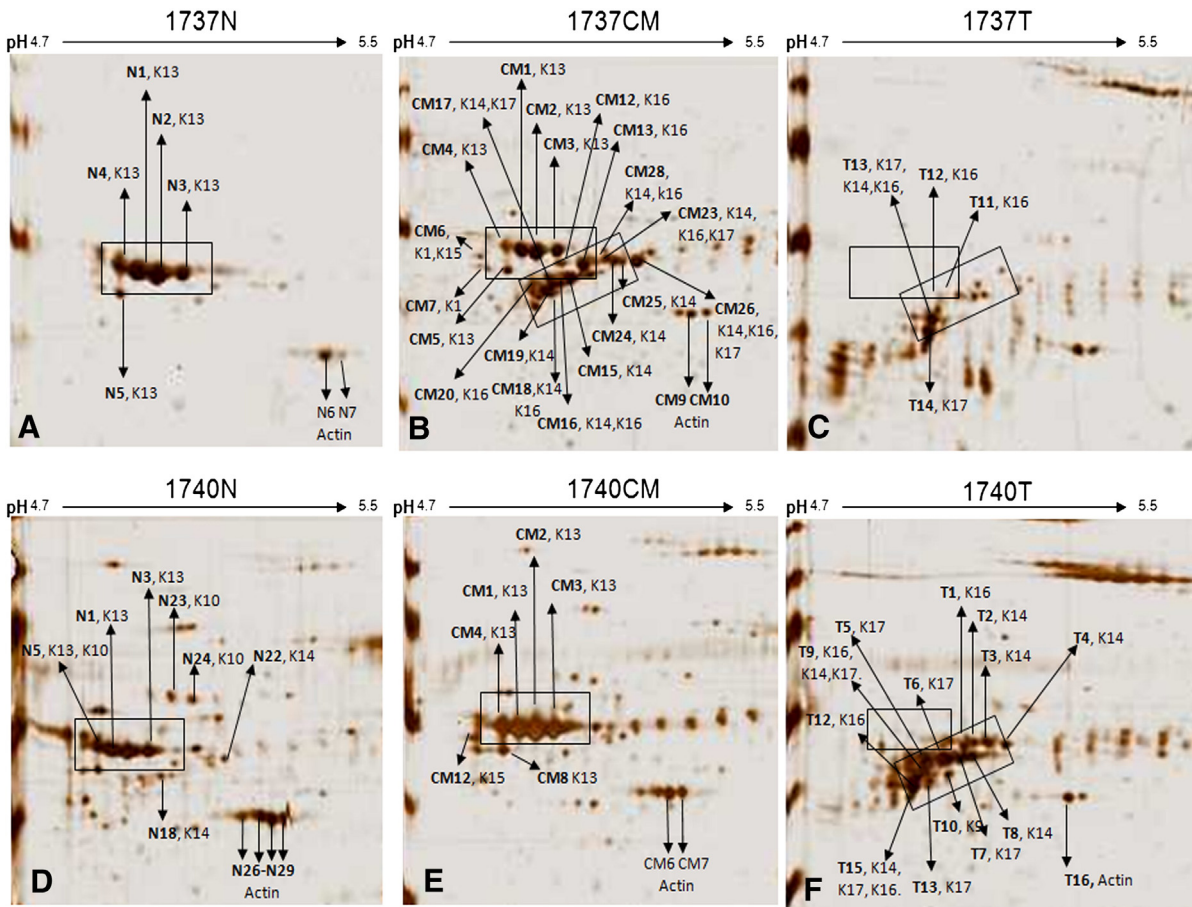 1737N
pH 4.7 5.5
N1, K13
N2, K13
N4, K13
N3, K13
N5, K13
N6 N7
Actin
A
1737CM
pH 4.7 5.5
CM1, K13
CM17, K14,K17
CM2, K13
CM12, K16
CM13, K16
CM4, K13
CM3, K13
CM28,
K14, k16
CM23, K14,
K16,K17
CM6,
K1,K15
CM7, K1
CM5, K13
CM25, K14
CM26,
K14,K16,
K17
CM24, K14
CM19,K14
CM15, K14
CM20, K16
CM18,K14
K16
CM16, K14,K16
CM9 CM10
Actin
B
1737T
pH 4.7 5.5
T13, K17,
K14,K16,
T12, K16
T11, K16
T14, K17
C
1740N
pH 4.7 5.5
N3, K13
N23, K10
N1, K13
N5, K13, K10
N24, K10
N22, K14
N18, K14
N26-N29
Actin
D
1740CM
pH 4.7 5.5
CM2, K13
CM1, K13
CM3, K13
CM4, K13
CM12, K15
CM8 K13
CM6 CM7
Actin
E
1740T
pH 4.7 5.5
T1, K16
T2, K14
T5, K17
T4, K14
T9, K16,
K14,K17.
T3, K14
T6, K17
T12, K16
T10, K9
T8, K14
T7, K17
T15, K14,
K17, K16.
T13, K17
T16, Actin
F